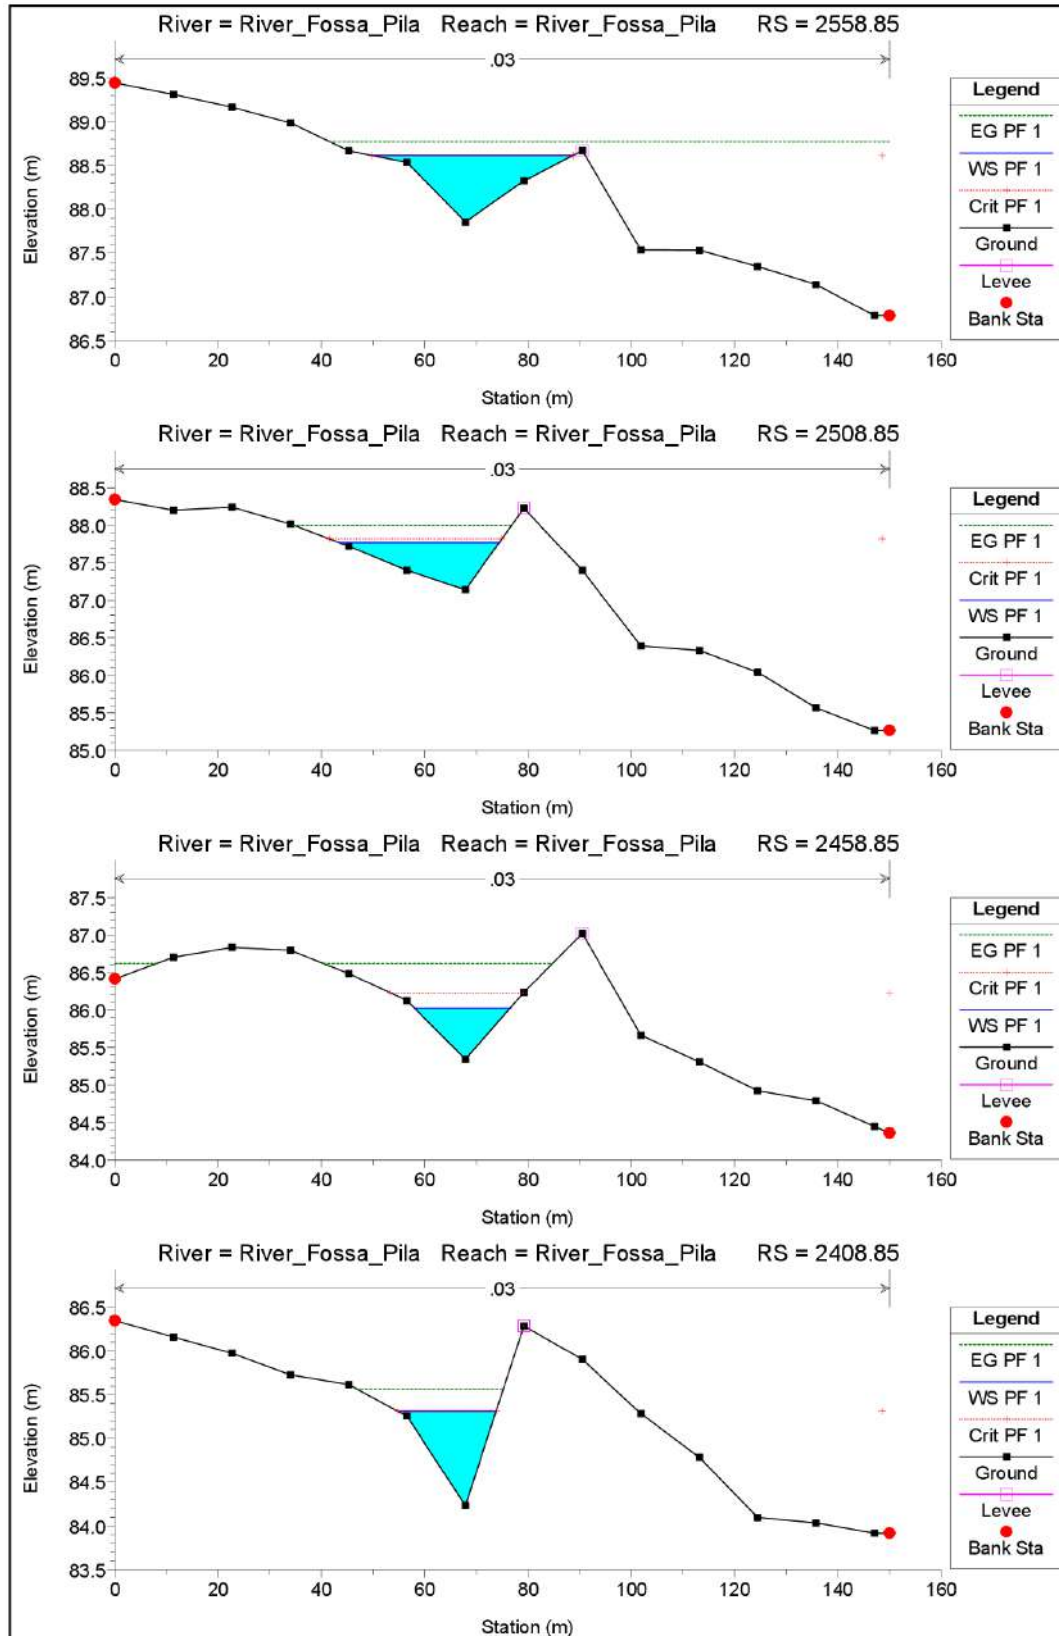 River = River_Fossa_Pila Reach = River_Fossa_Pila RS = 2558.85
.03
89.5
89.0
88.5
88.0
87.5
87.0
86.5
Elevation (m)
0 20 40 60 80 100 120 140 160
Station (m)
Legend
EG PF 1
WS PF 1
Crit PF 1
Ground
Levee
Bank Sta
River = River_Fossa_Pila Reach = River_Fossa_Pila RS = 2508.85
.03
88.5
88.0
87.5
87.0
86.5
86.0
85.5
85.0
Elevation (m)
0 20 40 60 80 100 120 140 160
Station (m)
Legend
EG PF 1
Crit PF 1
WS PF 1
Ground
Levee
Bank Sta
River = River_Fossa_Pila Reach = River_Fossa_Pila RS = 2458.85
.03
87.5
87.0
86.5
86.0
85.5
85.0
84.5
84.0
Elevation (m)
0 20 40 60 80 100 120 140 160
Station (m)
Legend
EG PF 1
Crit PF 1
WS PF 1
Ground
Levee
Bank Sta
River = River_Fossa_Pila Reach = River_Fossa_Pila RS = 2408.85
.03
86.5
86.0
85.5
85.0
84.5
84.0
83.5
Elevation (m)
0 20 40 60 80 100 120 140 160
Station (m)
Legend
EG PF 1
WS PF 1
Crit PF 1
Ground
Levee
Bank Sta